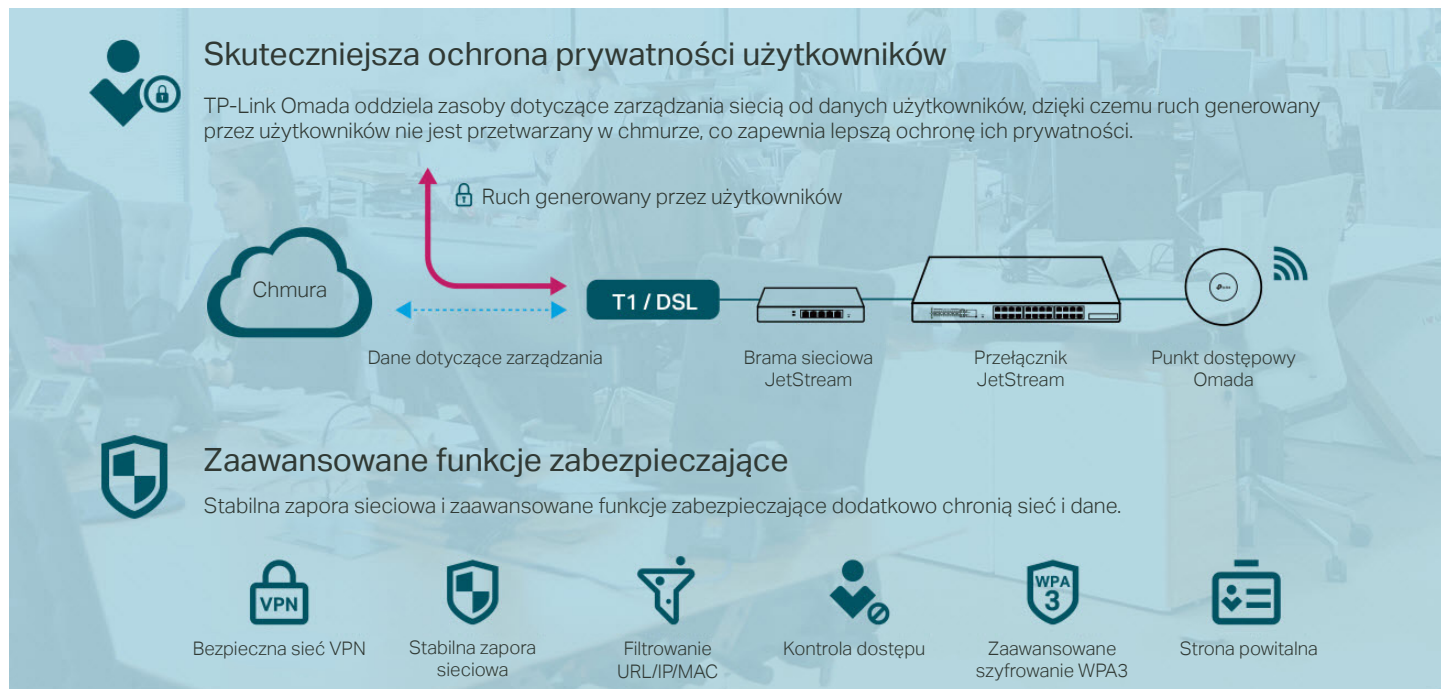 Skuteczniejsza ochrona prywatności użytkowników
TP-Link Omada oddziela zasoby dotyczące zarządzania siecią od danych użytkowników, dzięki czemu ruch generowany
przez użytkowników nie jest przetwarzany w chmurze, co zapewnia lepszą ochronę ich prywatności.
Ruch generowany przez użytkowników
Chmura
T1 / DSL
Dane dotyczące zarządzania
Brama sieciowa
JetStream
Przełącznik
JetStream
Punkt dostępowy
Omada
Zaawansowane funkcje zabezpieczające
Stabilna zapora sieciowa i zaawansowane funkcje zabezpieczające dodatkowo chronią sieć i dane.
VPN
WPA
3
Bezpieczna sieć VPN
Stabilna zapora
sieciowa
Filtrowanie
URL/IP/MAC
Kontrola dostępu
Zaawansowane
szyfrowanie WPA3
Strona powitalna